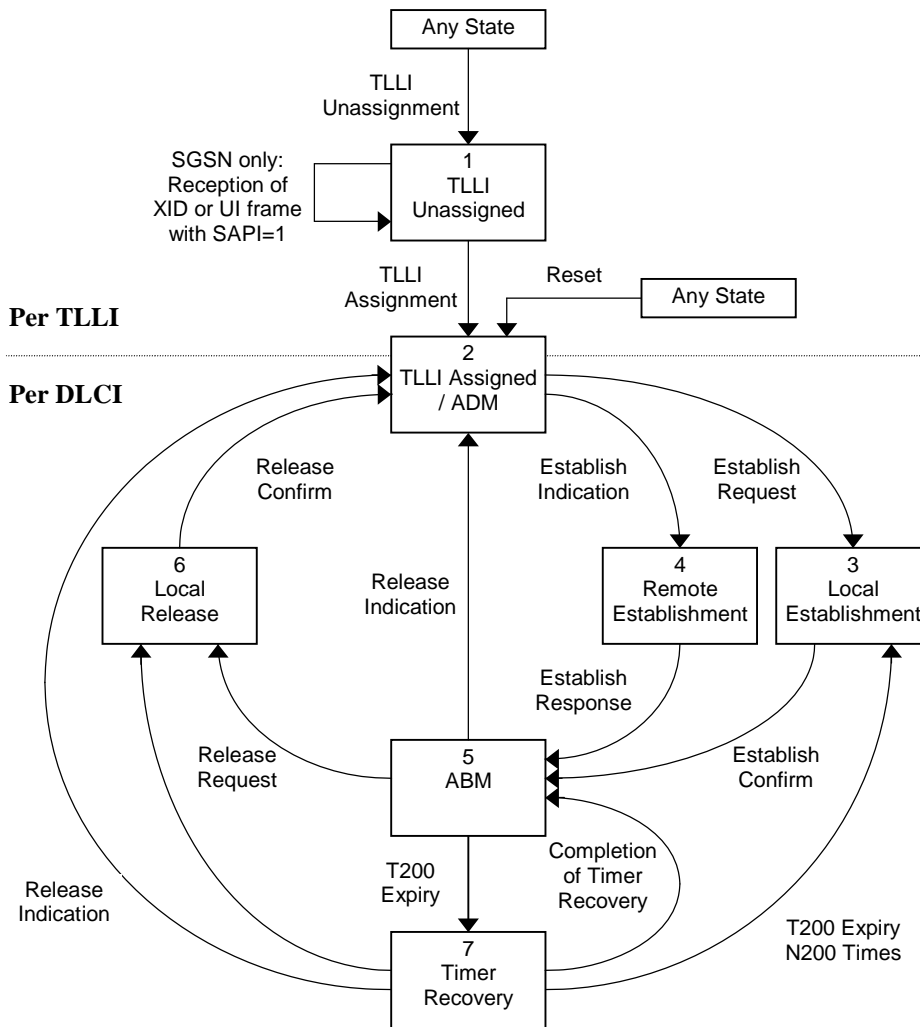 Any State
TLLI
Unassignment
SGSN only:
Reception of
XID or UI frame
with SAPI=1
1
TLLI
Unassigned
TLLI
Assignment
Reset
Any State
Per TLLI
2
TLLI Assigned
/ ADM
Per DLCI
Release
Confirm
Establish
Indication
Establish
Request
6
Local
Release
Release
Indication
4
Remote
Establishment
3
Local
Establishment
Establish
Response
Release
Request
5
ABM
Establish
Confirm
T200
Expiry
Completion
of Timer
Recovery
Release
Indication
T200 Expiry
N200 Times
7
Timer
Recovery